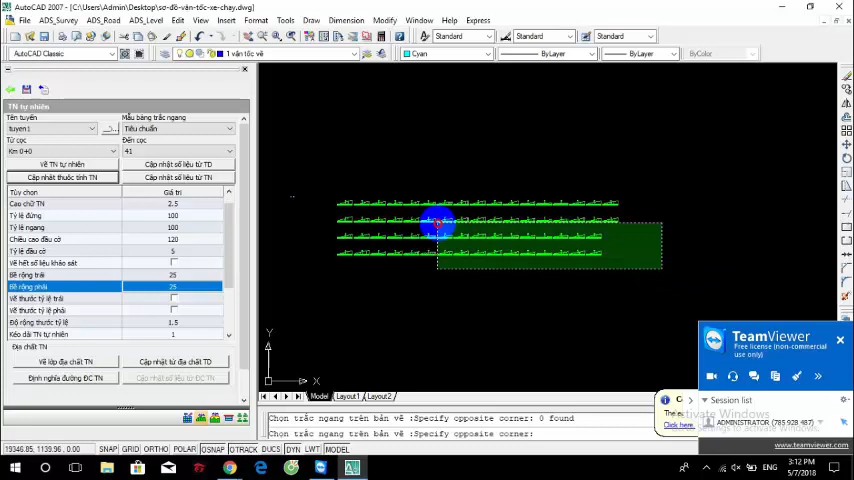 AutoCAD 2007 - [C:\Users\Admin\Desktop\sơ-đồ-vân-tốc-xe-chay.dwg]
File ADS_Survey ADS_Road ADS_Level Edit View Insert Format Tools Draw Dimension Modify Window Help Express
Standard Standard Standard
AutoCAD Classic 1 vân tốc vẽ Cyan ByLayer ByLayer ByColor
TN tự nhiên
Tên tuyến Mẫu bảng trắc ngang
tuyen1 Tiêu chuẩn
Từ cọc Đến cọc
Km 0+0 41
Vẽ TN tự nhiên Cập nhật số liệu từ TD
Cập nhật thuộc tính TN Cập nhật số liệu từ TN
Tùy chọn Giá trị
Cao chữ TN 2.5
Tỷ lệ đứng 100
Tỷ lệ ngang 100
Chiều cao đầu cờ 120
Tỷ lệ đầu cờ 5
Vẽ hết số liệu khảo sát
Bề rộng trái 25
Bề rộng phải 25
Vẽ thước tỷ lệ trái
Vẽ thước tỷ lệ phải
Độ rộng thước tỷ lệ 1.5
Kéo dài TN tự nhiên 1
Địa chất TN
Vẽ lớp địa chất TN Cập nhật từ địa chất TD
Định nghĩa đường ĐC TN Cập nhật số liệu từ ĐC TN
Y
X
Model Layout1 Layout2
Chọn trắc ngang trên bản vẽ :Specify opposite corner: 0 found
Chọn trắc ngang trên bản vẽ :Specify opposite corner:
19346.85, 1139.96, 0.00 SNAP GRID ORTHO POLAR OSNAP OTRACK DUCS DYN LWT MODEL
TeamViewer
Free license (non-commercial
use only)
Session list
ADMINISTRATOR (785 928 487)
www.teamviewer.com
Click here
Activate Windows
ENG
3:12 PM
5/7/2018